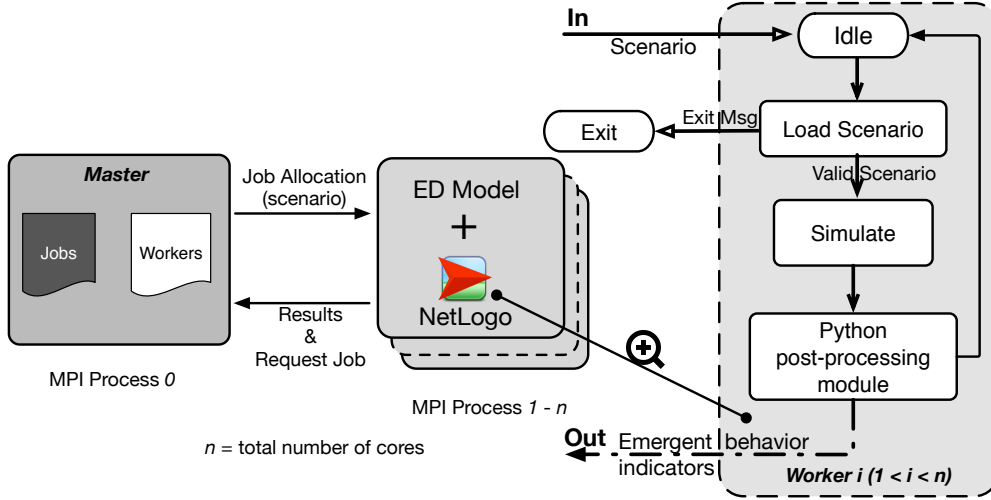 In
Scenario
Idle
Exit Msg
Exit
Load Scenario
Valid Scenario
Simulate
Python
post-processing
module
Master
Jobs
Workers
MPI Process 0
Job Allocation
(scenario)
Results
&
Request Job
ED Model
+
NetLogo
MPI Process 1 - n
n = total number of cores
Out
Emergent behavior
indicators
Worker i (1 < i < n)